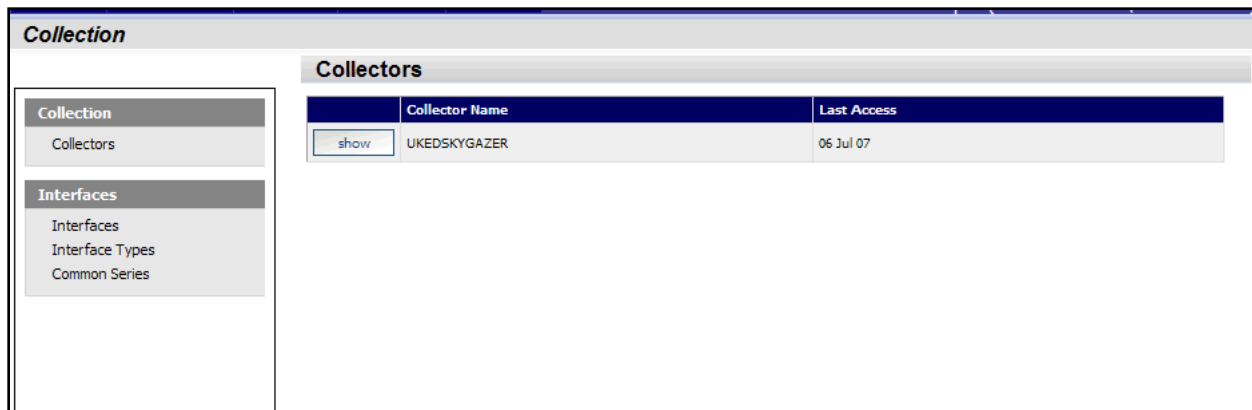 Collection
Collectors
Collection
Collectors
Interfaces
Interfaces
Interface Types
Common Series
Collector Name Last Access
show UKEDSKYGAZER 06 Jul 07